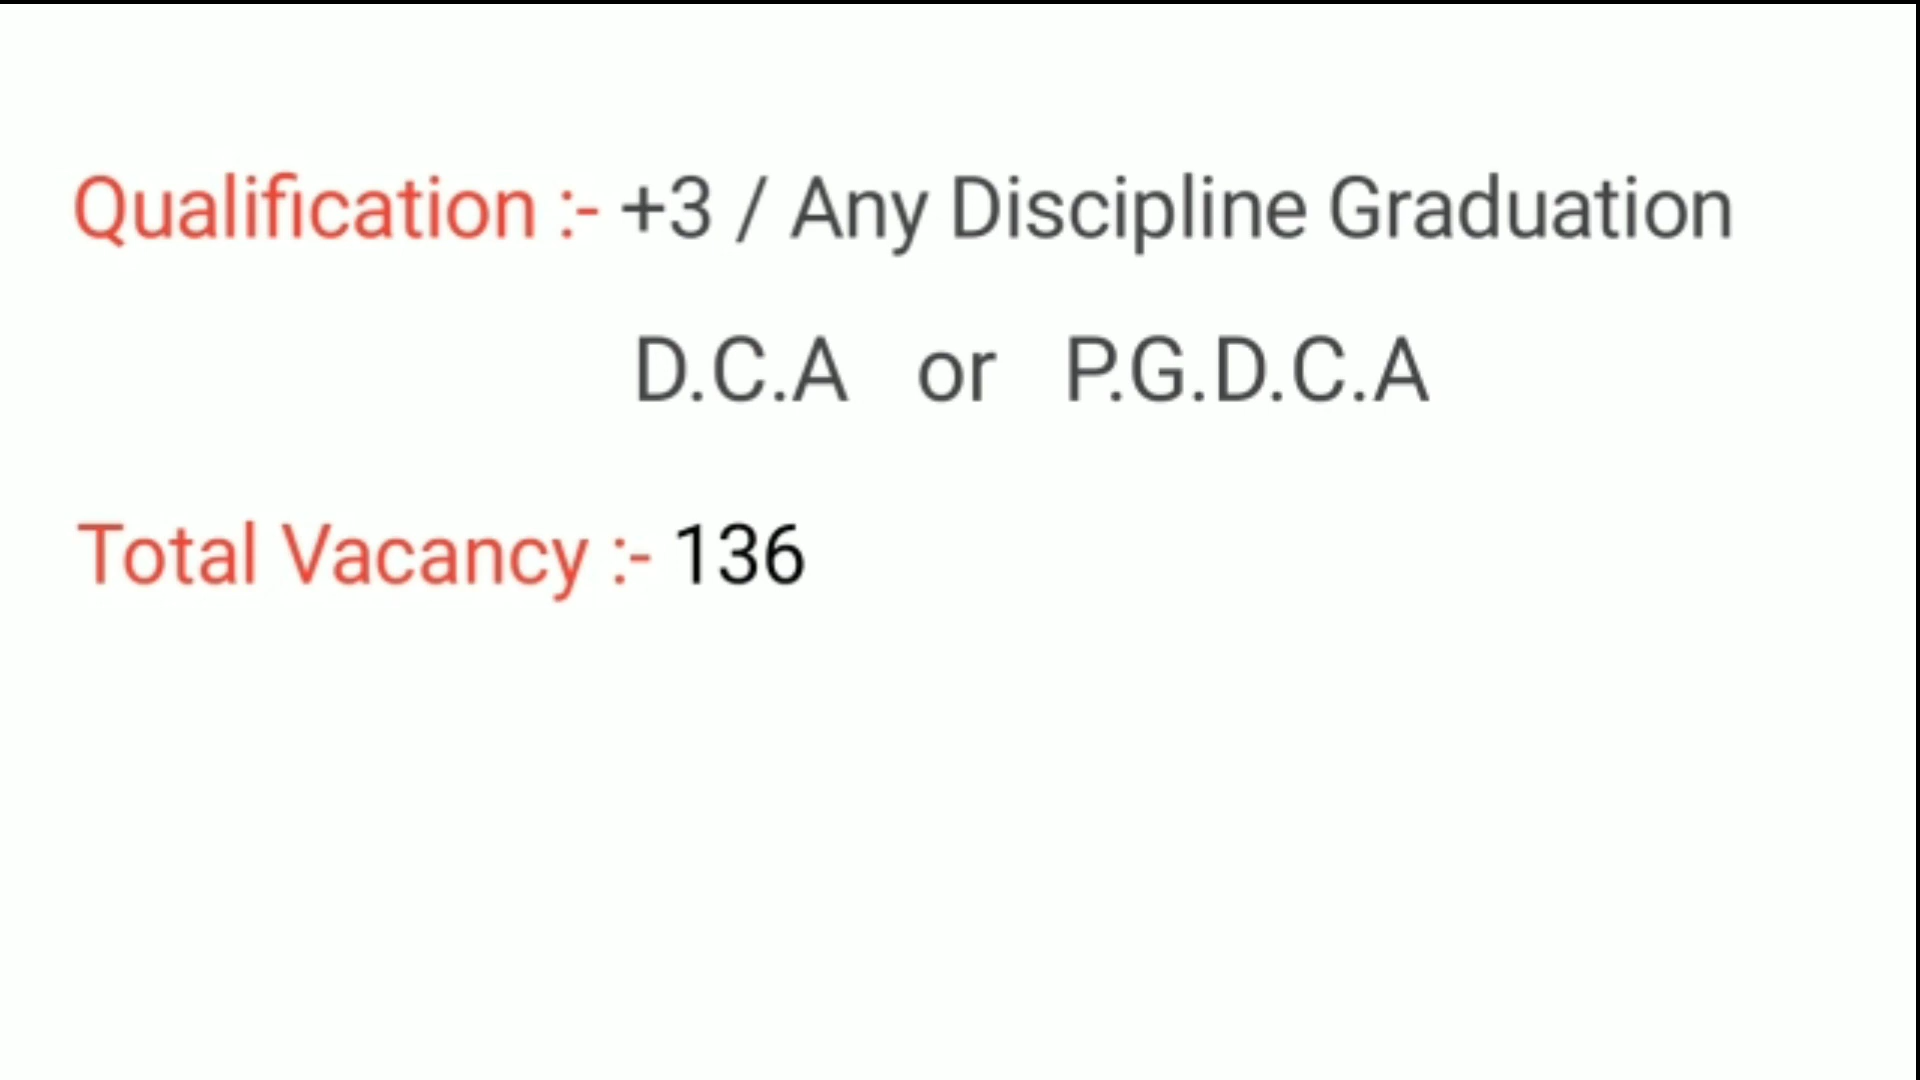 Qualification :- +3 / Any Discipline Graduation
D.C.A or P.G.D.C.A
Total Vacancy :- 136